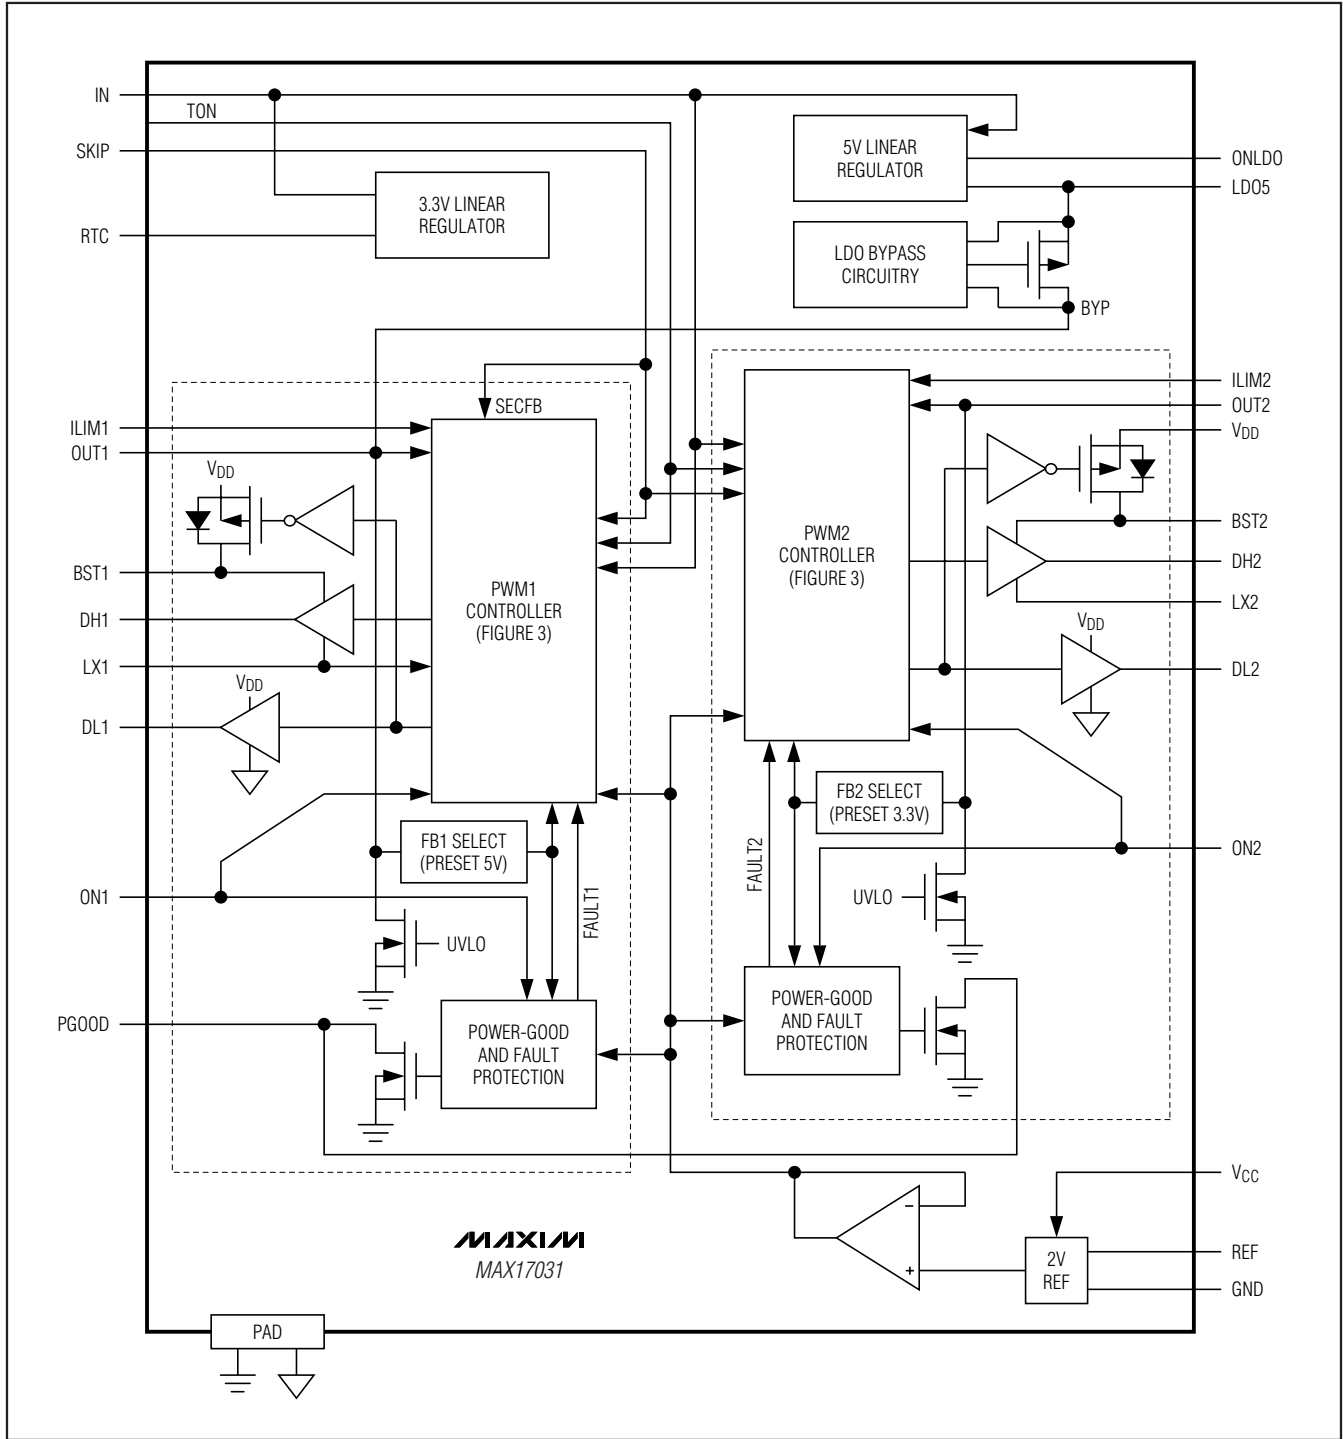 IN
TON
SKIP
3.3V LINEAR
REGULATOR
RTC
5V LINEAR
REGULATOR
ONLDO
LDO5
LDO BYPASS
CIRCUITRY
BYP
SECFB
ILIM1
OUT1
VDD
BST1
DH1
LX1
VDD
DL1
PWM1
CONTROLLER
(FIGURE 3)
PWM2
CONTROLLER
(FIGURE 3)
ILIM2
OUT2
VDD
BST2
DH2
LX2
VDD
DL2
FB1 SELECT
(PRESET 5V)
FB2 SELECT
(PRESET 3.3V)
ON1
UVLO
FAULT1
FAULT2
UVLO
ON2
PGOOD
POWER-GOOD
AND FAULT
PROTECTION
POWER-GOOD
AND FAULT
PROTECTION
VCC
−
+
2V
REF
REF
GND
MAXIM
MAX17031
PAD